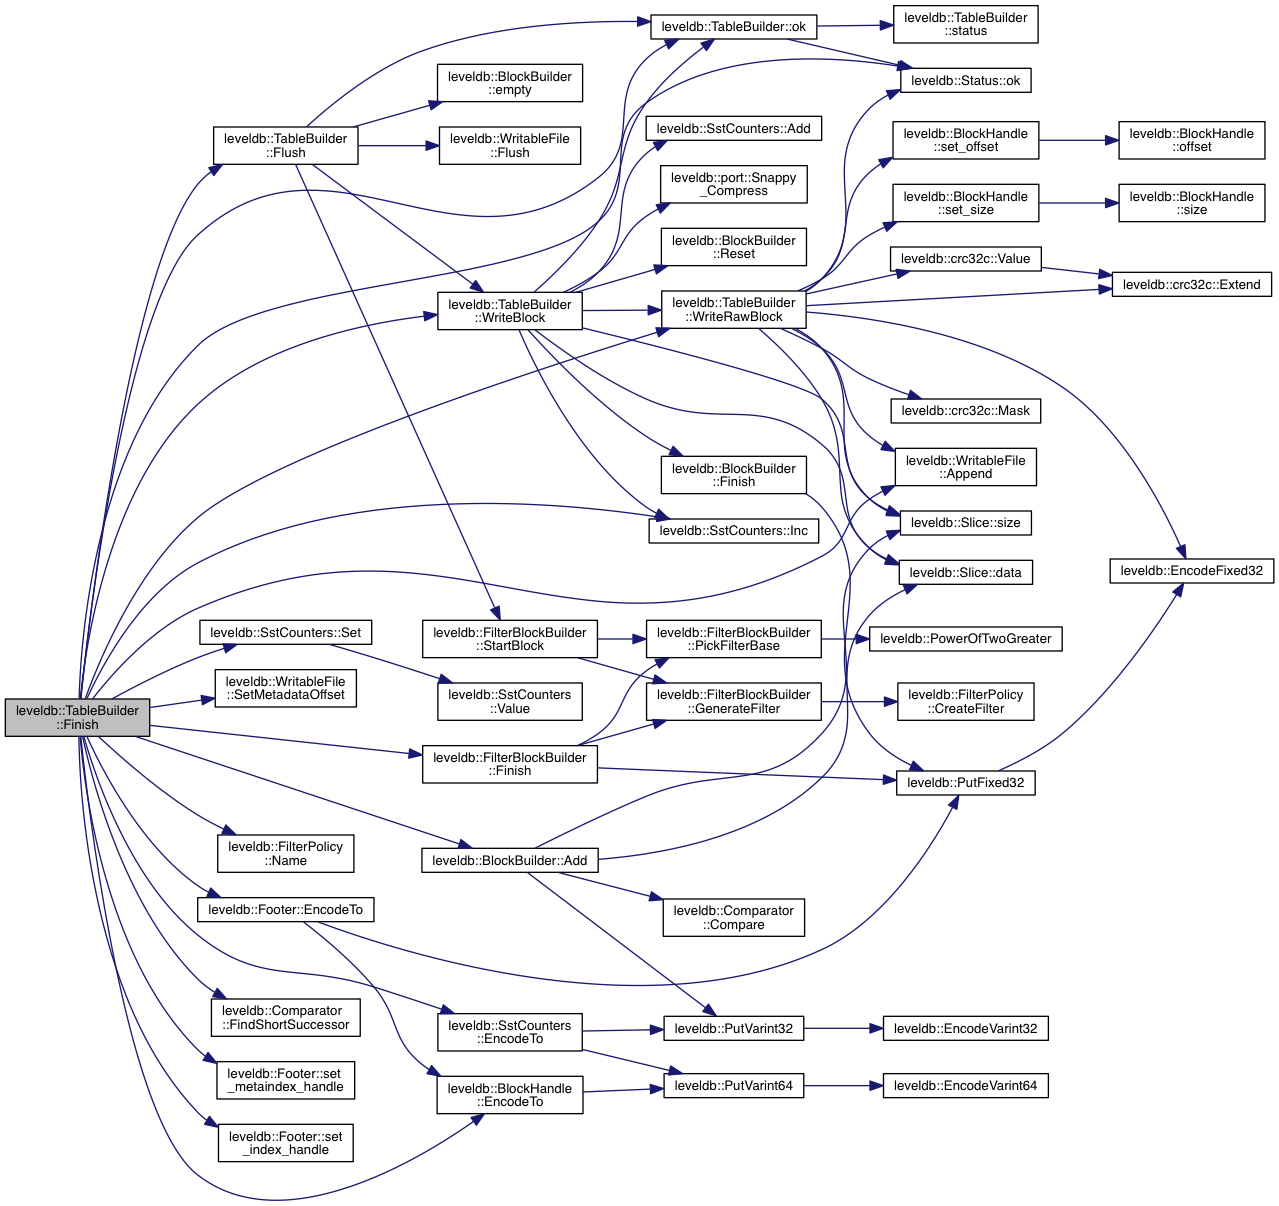 leveldb::TableBuilder
::Finish
leveldb::TableBuilder
::Flush
leveldb::SstCounters::Set
leveldb::WritableFile
::SetMetadataOffset
leveldb::FilterPolicy
::Name
leveldb::Footer::EncodeTo
leveldb::Comparator
::FindShortSuccessor
leveldb::Footer::set
_metaindex_handle
leveldb::Footer::set
_index_handle
leveldb::BlockBuilder
::empty
leveldb::WritableFile
::Flush
leveldb::TableBuilder
::WriteBlock
leveldb::FilterBlockBuilder
::StartBlock
leveldb::SstCounters
::Value
leveldb::FilterBlockBuilder
::Finish
leveldb::BlockBuilder::Add
leveldb::SstCounters
::EncodeTo
leveldb::BlockHandle
::EncodeTo
leveldb::TableBuilder::ok
leveldb::SstCounters::Add
leveldb::port::Snappy
_Compress
leveldb::BlockBuilder
::Reset
leveldb::TableBuilder
::WriteRawBlock
leveldb::BlockBuilder
::Finish
leveldb::SstCounters::Inc
leveldb::FilterBlockBuilder
::PickFilterBase
leveldb::FilterBlockBuilder
::GenerateFilter
leveldb::Comparator
::Compare
leveldb::PutVarint32
leveldb::PutVarint64
leveldb::TableBuilder
::status
leveldb::Status::ok
leveldb::BlockHandle
::set_offset
leveldb::BlockHandle
::set_size
leveldb::crc32c::Value
leveldb::crc32c::Mask
leveldb::WritableFile
::Append
leveldb::Slice::size
leveldb::Slice::data
leveldb::PowerOfTwoGreater
leveldb::FilterPolicy
::CreateFilter
leveldb::PutFixed32
leveldb::EncodeVarint32
leveldb::EncodeVarint64
leveldb::BlockHandle
::offset
leveldb::BlockHandle
::size
leveldb::crc32c::Extend
leveldb::EncodeFixed32